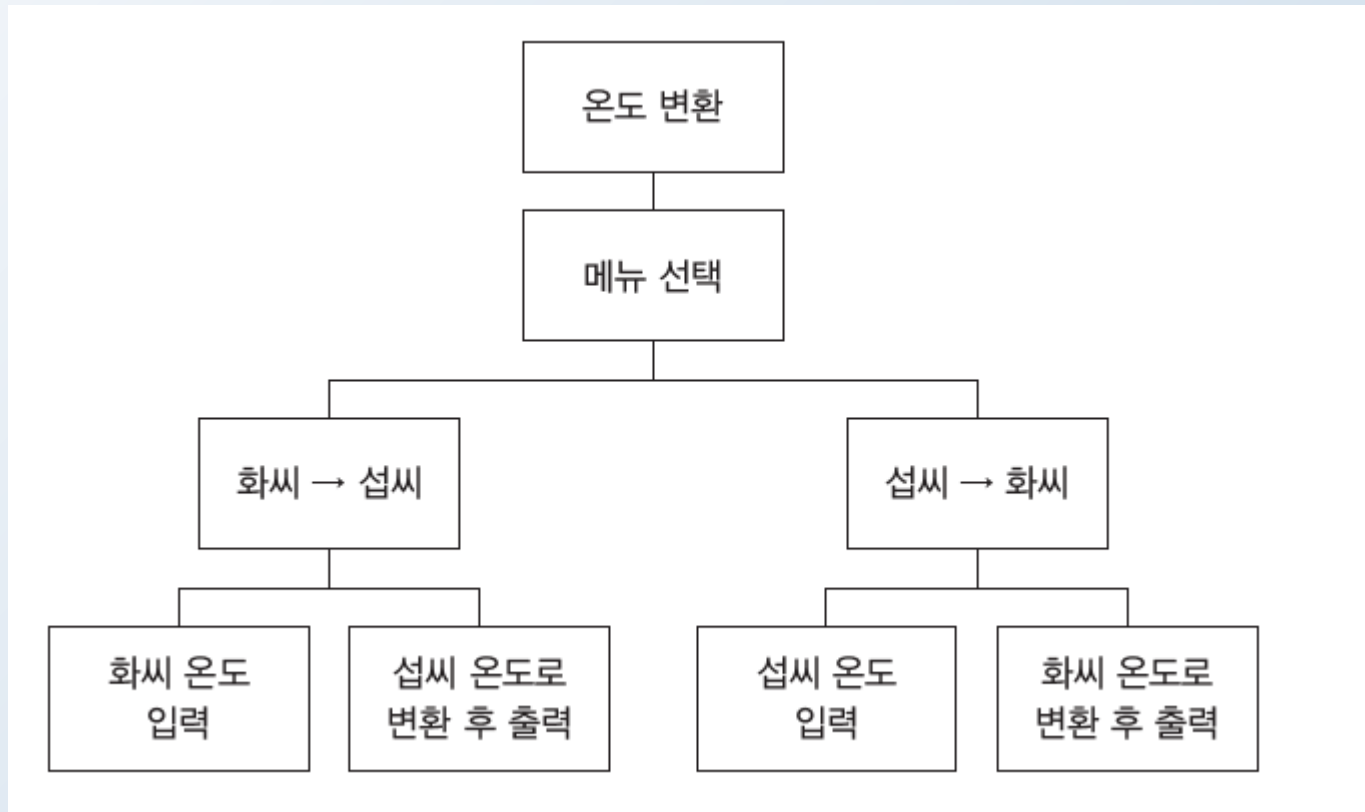 온도 변환
메뉴 선택
화씨 → 섭씨
섭씨 → 화씨
화씨 온도
입력
섭씨 온도로
변환 후 출력
섭씨 온도
입력
화씨 온도로
변환 후 출력